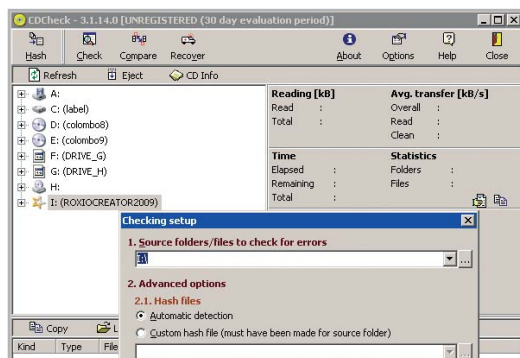 CDCheck - 3.1.14.0 [UNREGISTERED (30 day evaluation period)]
Hash Check Compare Recover About Options Help Close
Refresh Eject CD Info
A:
C: (label)
D: (colombo8)
E: (colombo9)
F: (DRIVE_G)
G: (DRIVE_H)
H:
I: (ROXIOCREATOR2009)
Reading [kB] Avg. transfer [kB/s]
Read : Overall :
Total : Read :
Clean :
Time Statistics
Elapsed : Folders :
Remaining : Files :
Total :
Checking setup
1. Source folders/files to check for errors
I:\
2. Advanced options
2.1. Hash files
Automatic detection
Custom hash file (must have been made for source folder)
Copy L
Kind Type File